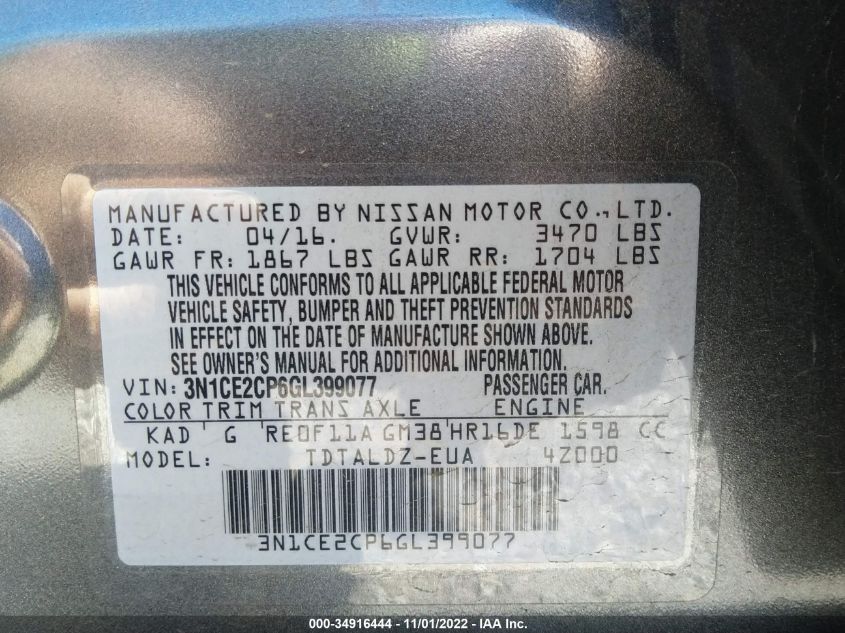 MANUFACTURED BY NISSAN MOTOR CO.,LTD.
DATE: 04/16. GVWR: 3470 LBS
GAWR FR: 1867 LBS GAWR RR: 1704 LBS
THIS VEHICLE CONFORMS TO ALL APPLICABLE FEDERAL MOTOR
VEHICLE SAFETY, BUMPER AND THEFT PREVENTION STANDARDS
IN EFFECT ON THE DATE OF MANUFACTURE SHOWN ABOVE.
SEE OWNER'S MANUAL FOR ADDITIONAL INFORMATION.
VIN: 3N1CE2CP6GL399077 PASSENGER CAR.
COLOR TRIM TRANS AXLE ENGINE
KAD G RE0F11A GM38 HR16DE 1598 CC
MODEL: TDTALDZ-EUA 4Z000
3N1CE2CP6GL399077
000-34916444 - 11/01/2022 - IAA Inc.